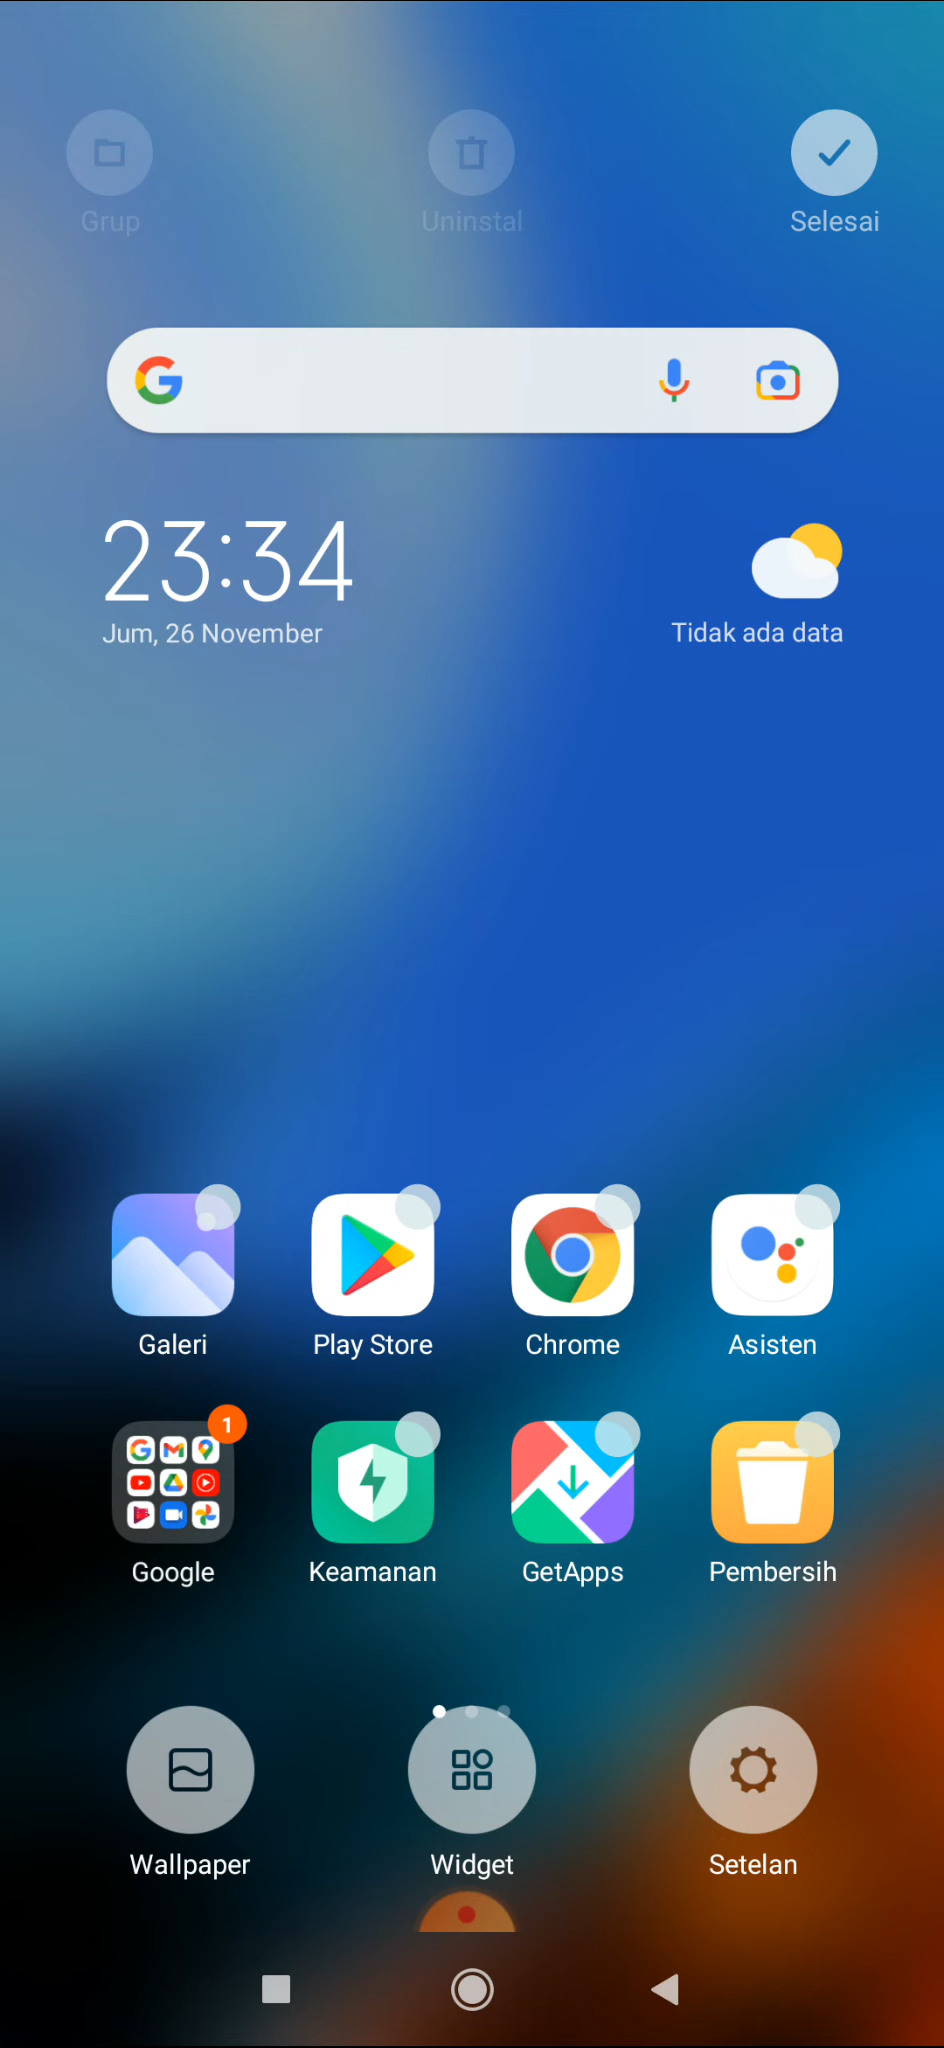 Grup Uninstal Selesai
23:34
Jum, 26 November
Tidak ada data
Galeri Play Store Chrome Asisten
1
Google Keamanan GetApps Pembersih
Wallpaper Widget Setelan